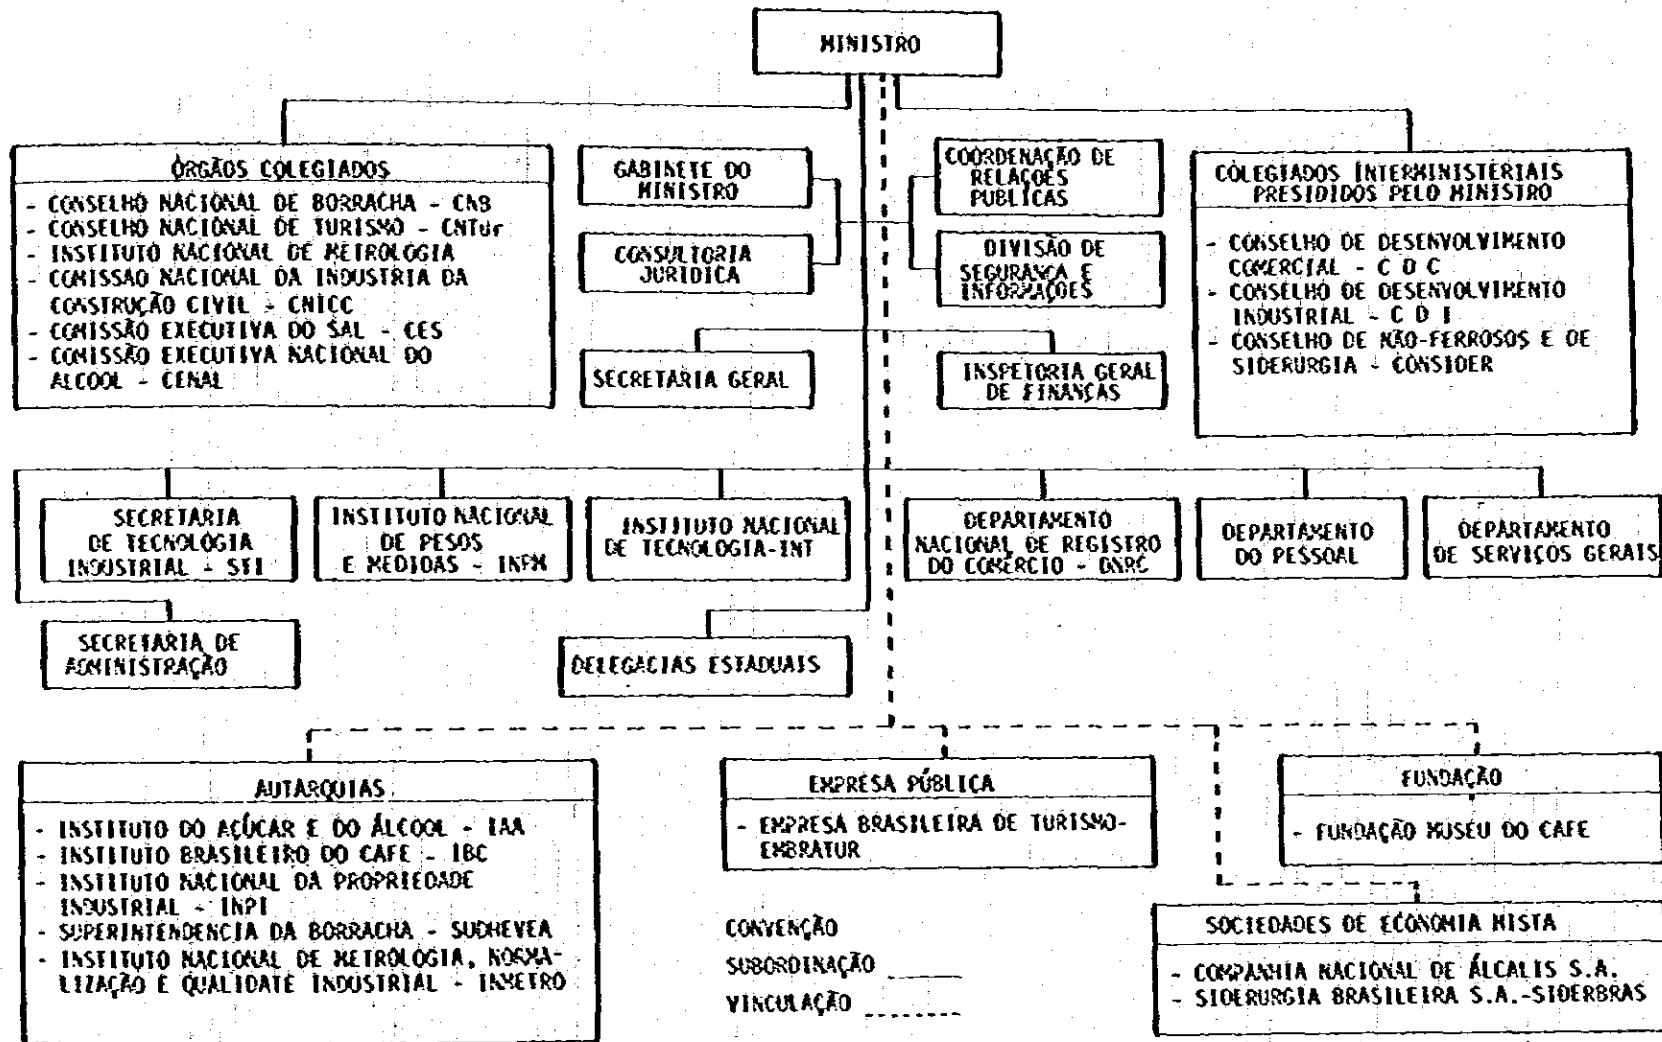 MINISTRO
ÓRGÃOS COLEGIADOS
- CONSELHO NACIONAL DE BORRACHA - CNB
- CONSELHO NACIONAL DE TURISMO - CNTur
- INSTITUTO NACIONAL DE METROLOGIA
- COMISSAO NACIONAL DA INDUSTRIA DA
CONSTRUÇÃO CIVIL - CNICC
- COMISSÃO EXECUTIVA DO SAL - CES
- COMISSÃO EXECUTIVA NACIONAL DO
ALCOOL - CENAL
GABINETE DO
MINISTRO
CONSULTORIA
JURIDICA
COORDENAÇÃO DE
RELAÇÕES
PUBLICAS
DIVISÃO DE
SEGURANÇA E
INFORMAÇÕES
COLEGIADOS INTERMINISTERIAIS
PRESIDIDOS PELO MINISTRO
- CONSELHO DE DESENVOLVIMENTO
COMERCIAL - C D C
- CONSELHO DE DESENVOLVIMENTO
INDUSTRIAL - C D I
- CONSELHO DE NÃO-FERROSOS E DE
SIDERURGIA - CONSIDER
SECRETARIA GERAL
INSPETORIA GERAL
DE FINANÇAS
SECRETARIA
DE TECNOLOGIA
INDUSTRIAL - STI
INSTITUTO NACIONAL
DE PESOS
E MEDIDAS - INPM
INSTITUTO NACIONAL
DE TECNOLOGIA-INT
DEPARTAMENTO
NACIONAL DE REGISTRO
DO COMÉRCIO - DNRC
DEPARTAMENTO
DO PESSOAL
DEPARTAMENTO
DE SERVIÇOS GERAIS
SECRETARIA DE
ADMINISTRAÇÃO
DELEGACIAS ESTADUAIS
AUTARQUIAS
- INSTITUTO DO AÇÚCAR E DO ÁLCOOL - IAA
- INSTITUTO BRASILEIRO DO CAFE - IBC
- INSTITUTO NACIONAL DA PROPRIEDADE
INDUSTRIAL - INPI
- SUPERINTENDENCIA DA BORRACHA - SUDHEVEA
- INSTITUTO NACIONAL DE METROLOGIA, NORMA-
LIZAÇÃO E QUALIDATE INDUSTRIAL - INMETRO
EMPRESA PÚBLICA
- EMPRESA BRASILEIRA DE TURISMO-
EMBRATUR
FUNDAÇÃO
- FUNDAÇÃO MUSEU DO CAFE
SOCIEDADES DE ECONOMIA MISTA
- COMPANHIA NACIONAL DE ÁLCALIS S.A.
- SIDERURGIA BRASILEIRA S.A.-SIDERBRAS
CONVENÇÃO
SUBORDINAÇÃO
VINCULAÇÃO